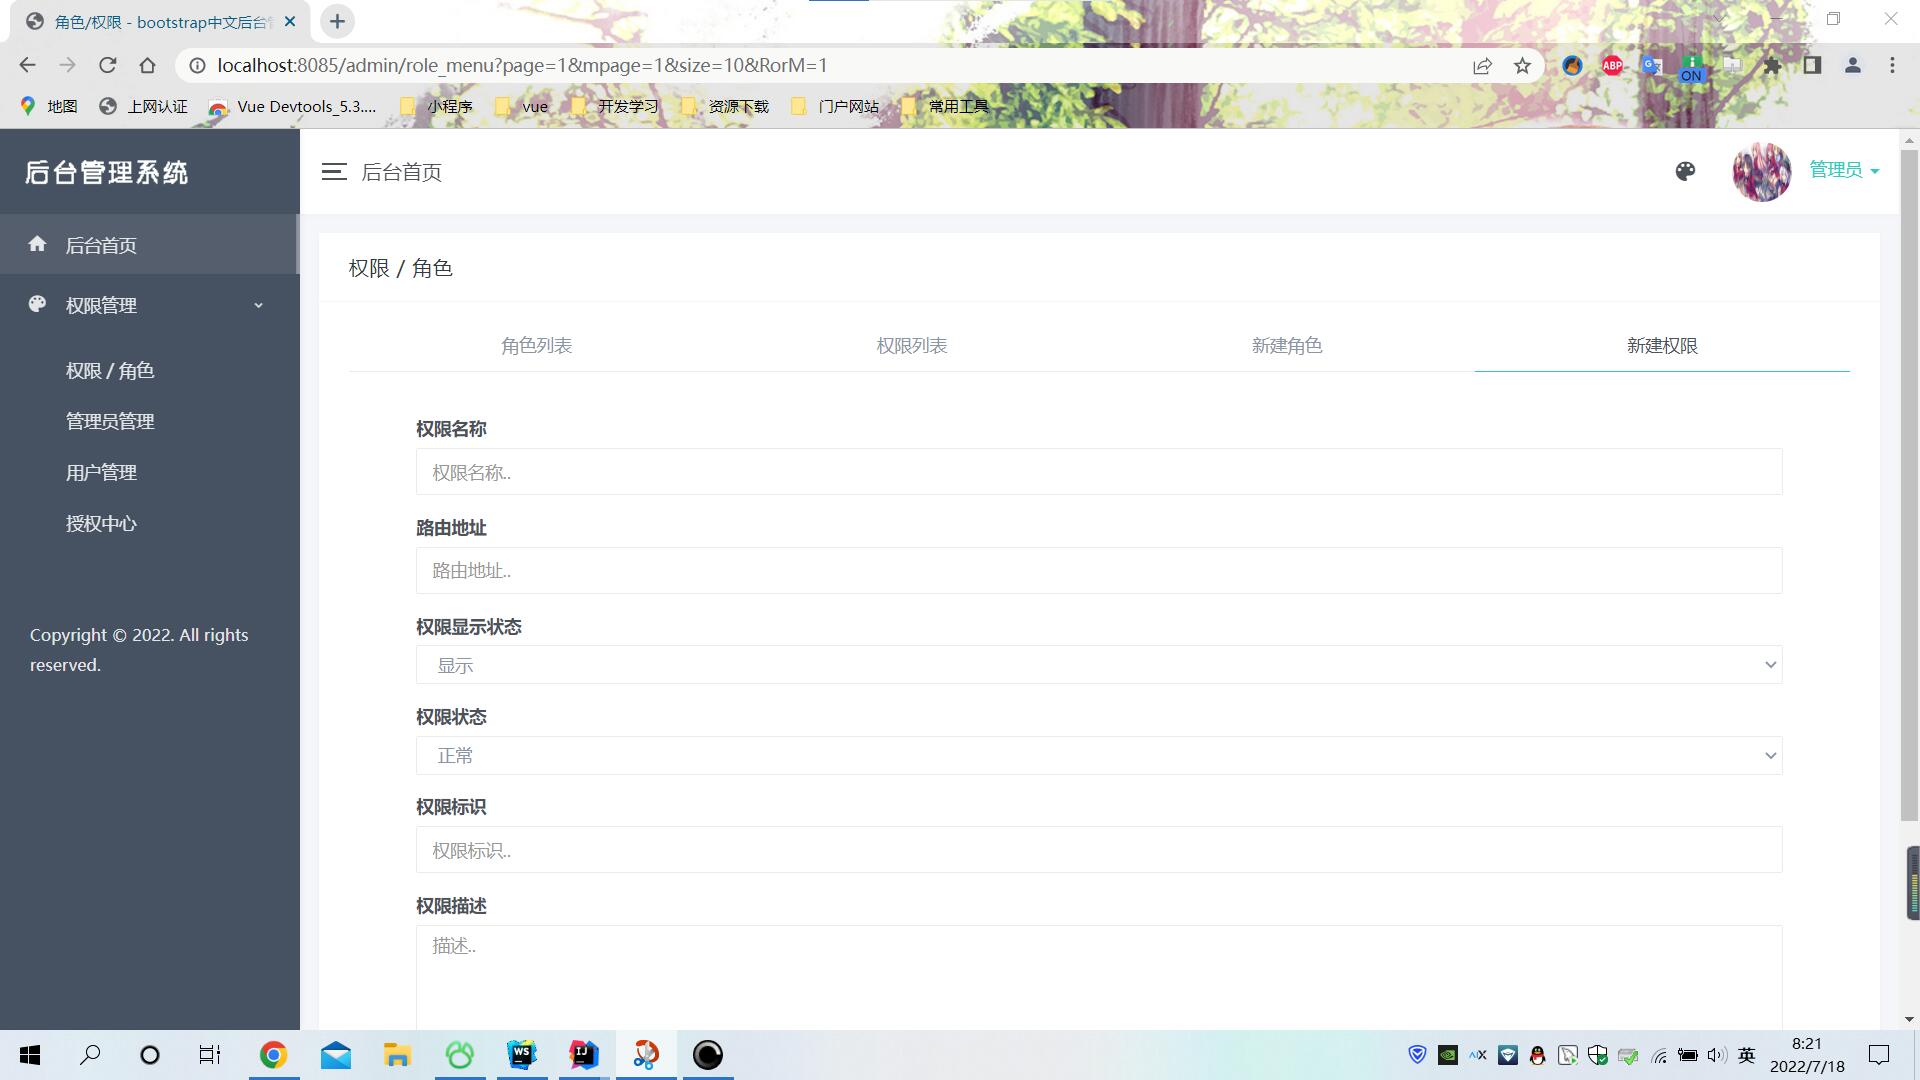 角色/权限 - bootstrap中文后台
localhost:8085/admin/role_menu?page=1&mpage=1&size=10&RorM=1
ABP
ON
地图
上网认证
Vue Devtools_5.3....
小程序
vue
开发学习
资源下载
门户网站
常用工具
后台管理系统
后台首页
管理员
后台首页
权限管理
权限 / 角色
管理员管理
用户管理
授权中心
Copyright © 2022. All rights
reserved.
权限 / 角色
角色列表
权限列表
新建角色
新建权限
权限名称
权限名称..
路由地址
路由地址..
权限显示状态
显示
权限状态
正常
权限标识
权限标识..
权限描述
描述..
WS
IJ
英
8:21
2022/7/18